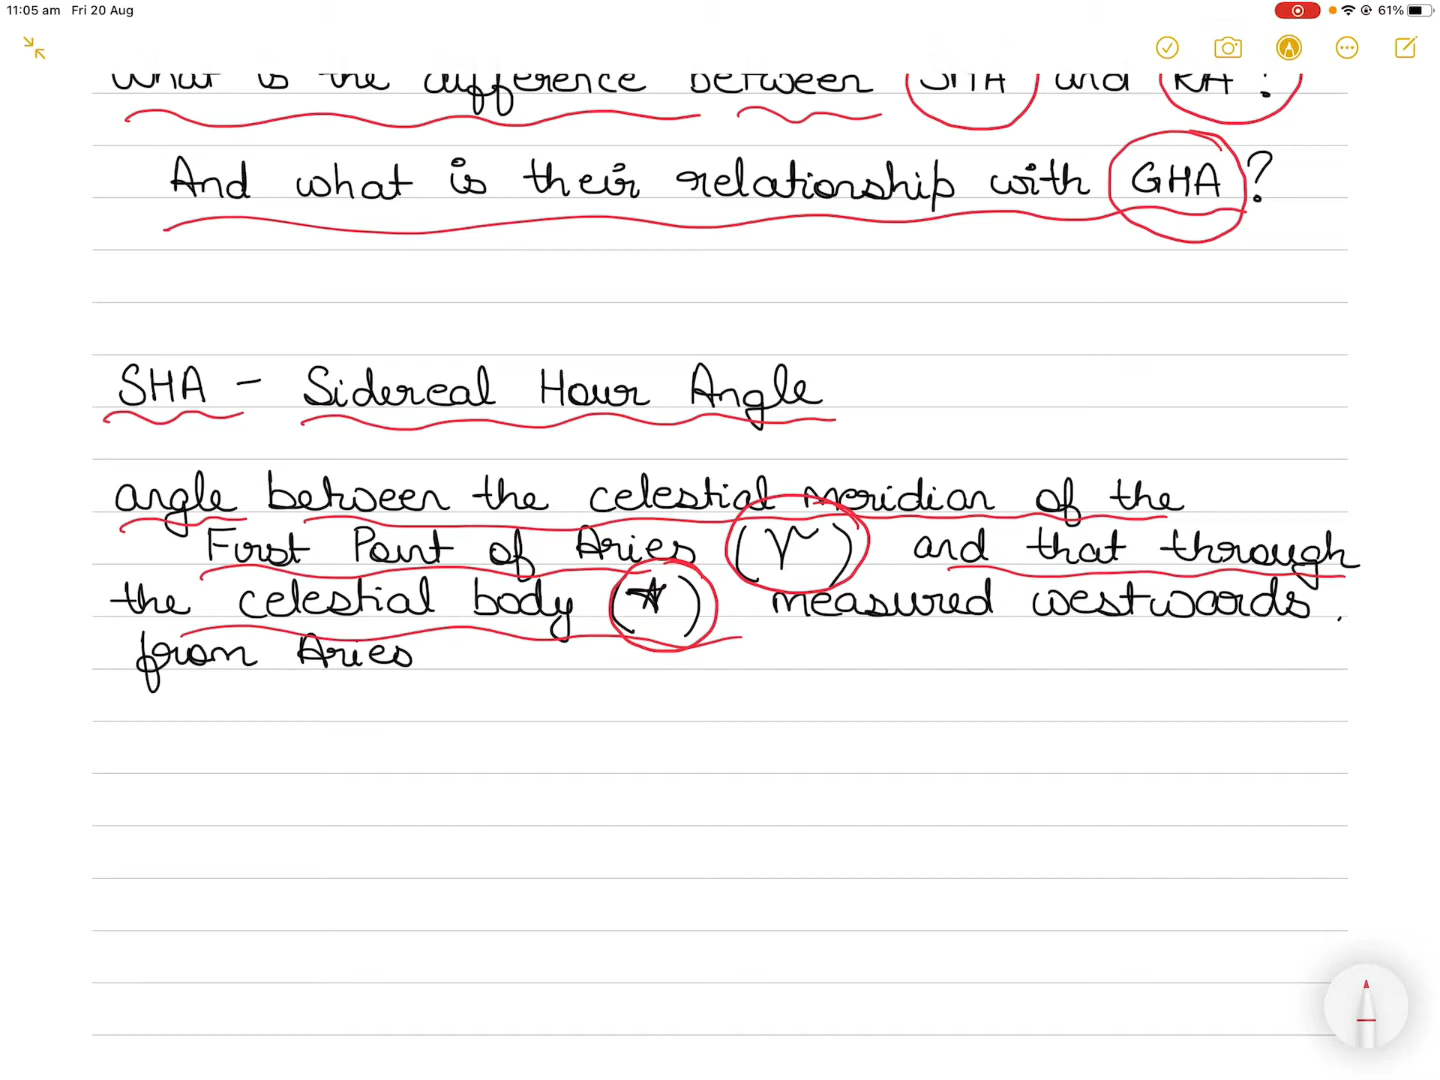 11:05 am Fri 20 Aug
61%
What is the difference between SHA and RA?
And what is their relationship with GHA?
SHA - Sidereal Hour Angle
angle between the celestial meridian of the
First Point of Aries (♈) and that through
the celestial body (★) measured westwards.
from Aries